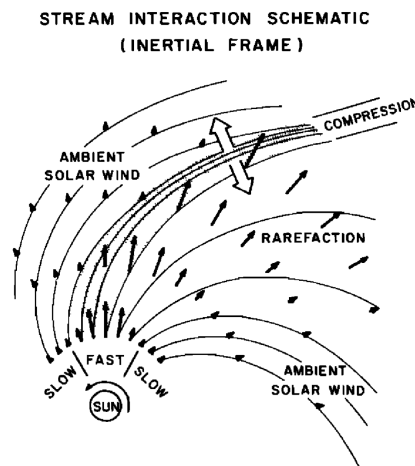 STREAM INTERACTION SCHEMATIC
(INERTIAL FRAME)
COMPRESSION
AMBIENT
SOLAR WIND
RAREFACTION
SLOW
FAST
SLOW
SUN
AMBIENT
SOLAR WIND